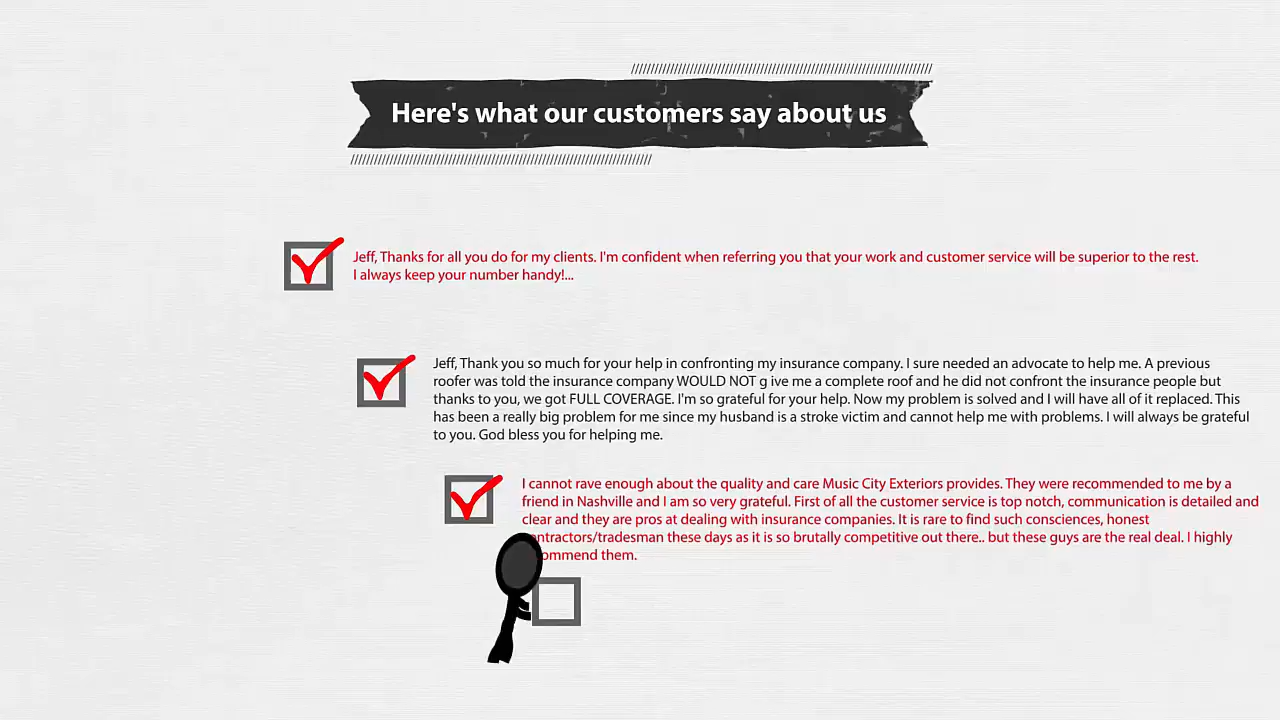 Here's what our customers say about us
Jeff, Thanks for all you do for my clients. I'm confident when referring you that your work and customer service will be superior to the rest.
I always keep your number handy!...
Jeff, Thank you so much for your help in confronting my insurance company. I sure needed an advocate to help me. A previous
roofer was told the insurance company WOULD NOT g ive me a complete roof and he did not confront the insurance people but
thanks to you, we got FULL COVERAGE. I'm so grateful for your help. Now my problem is solved and I will have all of it replaced. This
has been a really big problem for me since my husband is a stroke victim and cannot help me with problems. I will always be grateful
to you. God bless you for helping me.
I cannot rave enough about the quality and care Music City Exteriors provides. They were recommended to me by a
friend in Nashville and I am so very grateful. First of all the customer service is top notch, communication is detailed and
clear and they are pros at dealing with insurance companies. It is rare to find such consciences, honest
ontractors/tradesman these days as it is so brutally competitive out there.. but these guys are the real deal. I highly
ommend them.